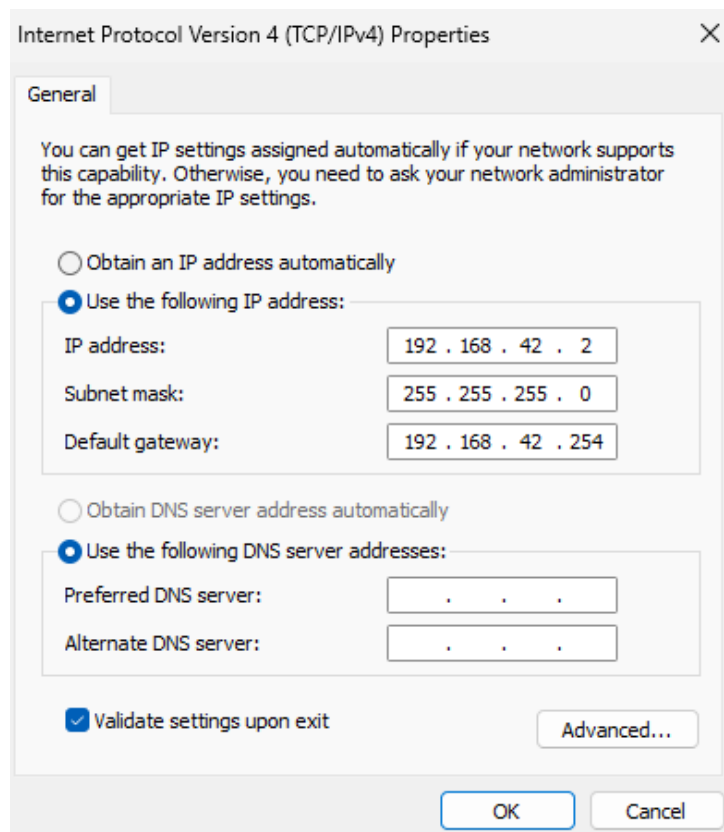 Internet Protocol Version 4 (TCP/IPv4) Properties
General
You can get IP settings assigned automatically if your network supports
this capability. Otherwise, you need to ask your network administrator
for the appropriate IP settings.
Obtain an IP address automatically
Use the following IP address:
IP address: 192 . 168 . 42 . 2
Subnet mask: 255 . 255 . 255 . 0
Default gateway: 192 . 168 . 42 . 254
Obtain DNS server address automatically
Use the following DNS server addresses:
Preferred DNS server: . . .
Alternate DNS server: . . .
Validate settings upon exit
Advanced...
OK Cancel